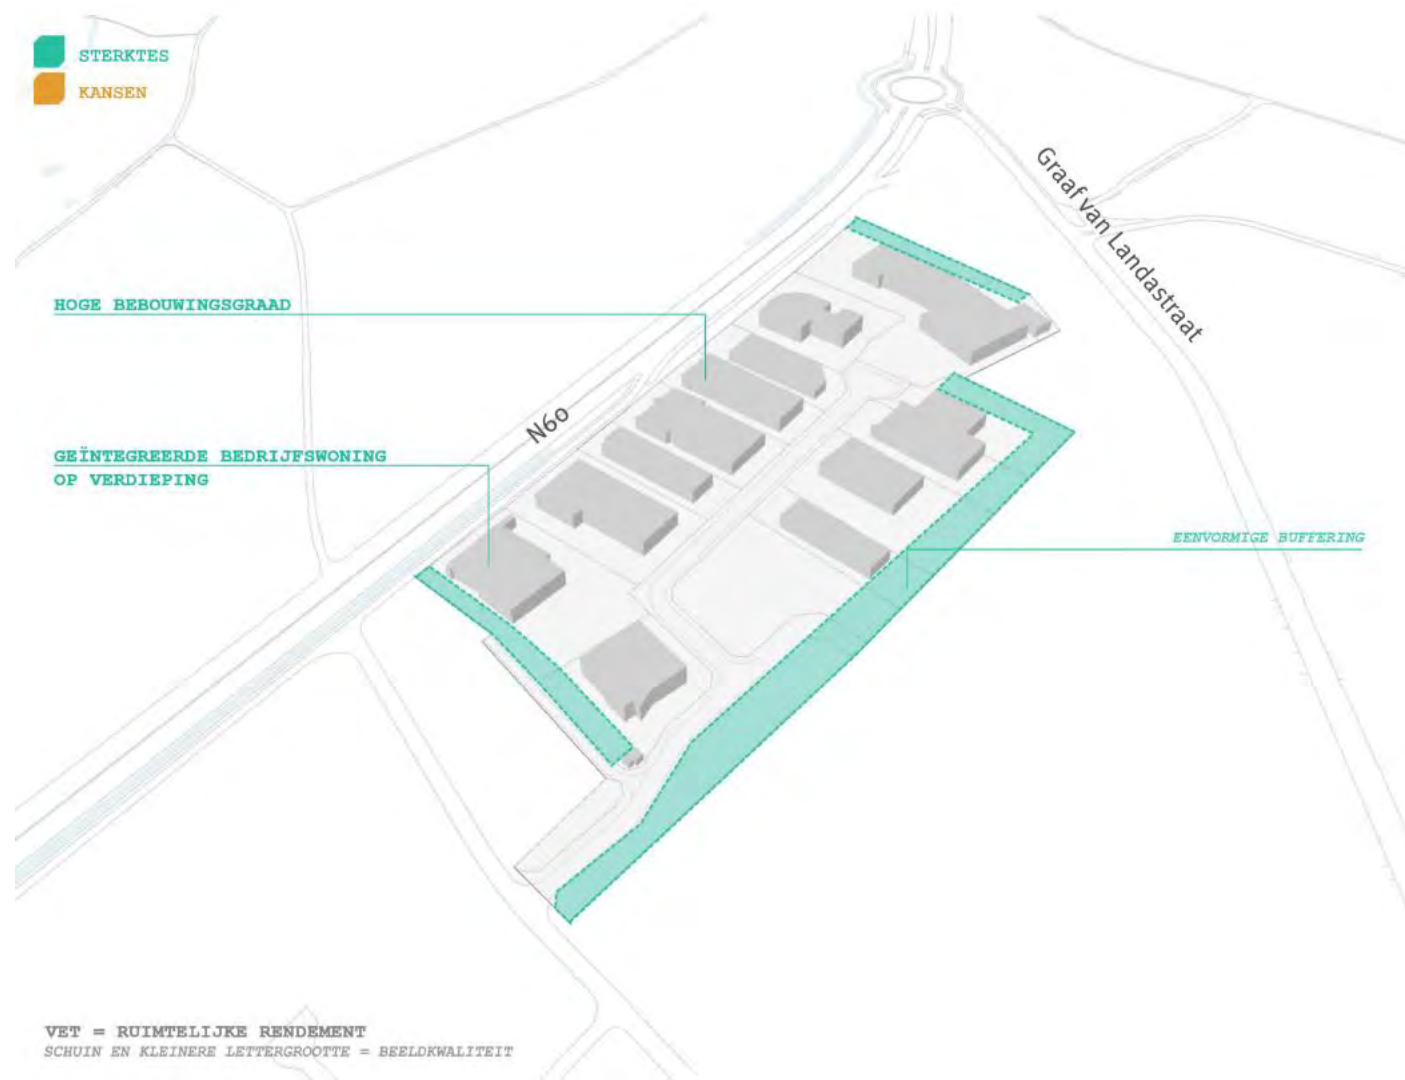 STERKTES
KANSEN
Graaf van Landastraat
HOGE BEBOUWINGSGRAAD
N60
GEÏNTEGREERDE BEDRIJFSWONING
OP VERDIEPING
EENVORMIGE BUFFERING
VET = RUIMTELIJKE RENDEMENT
SCHUIN EN KLEINERE LETTERGROOTTE = BEELDKWALITEIT